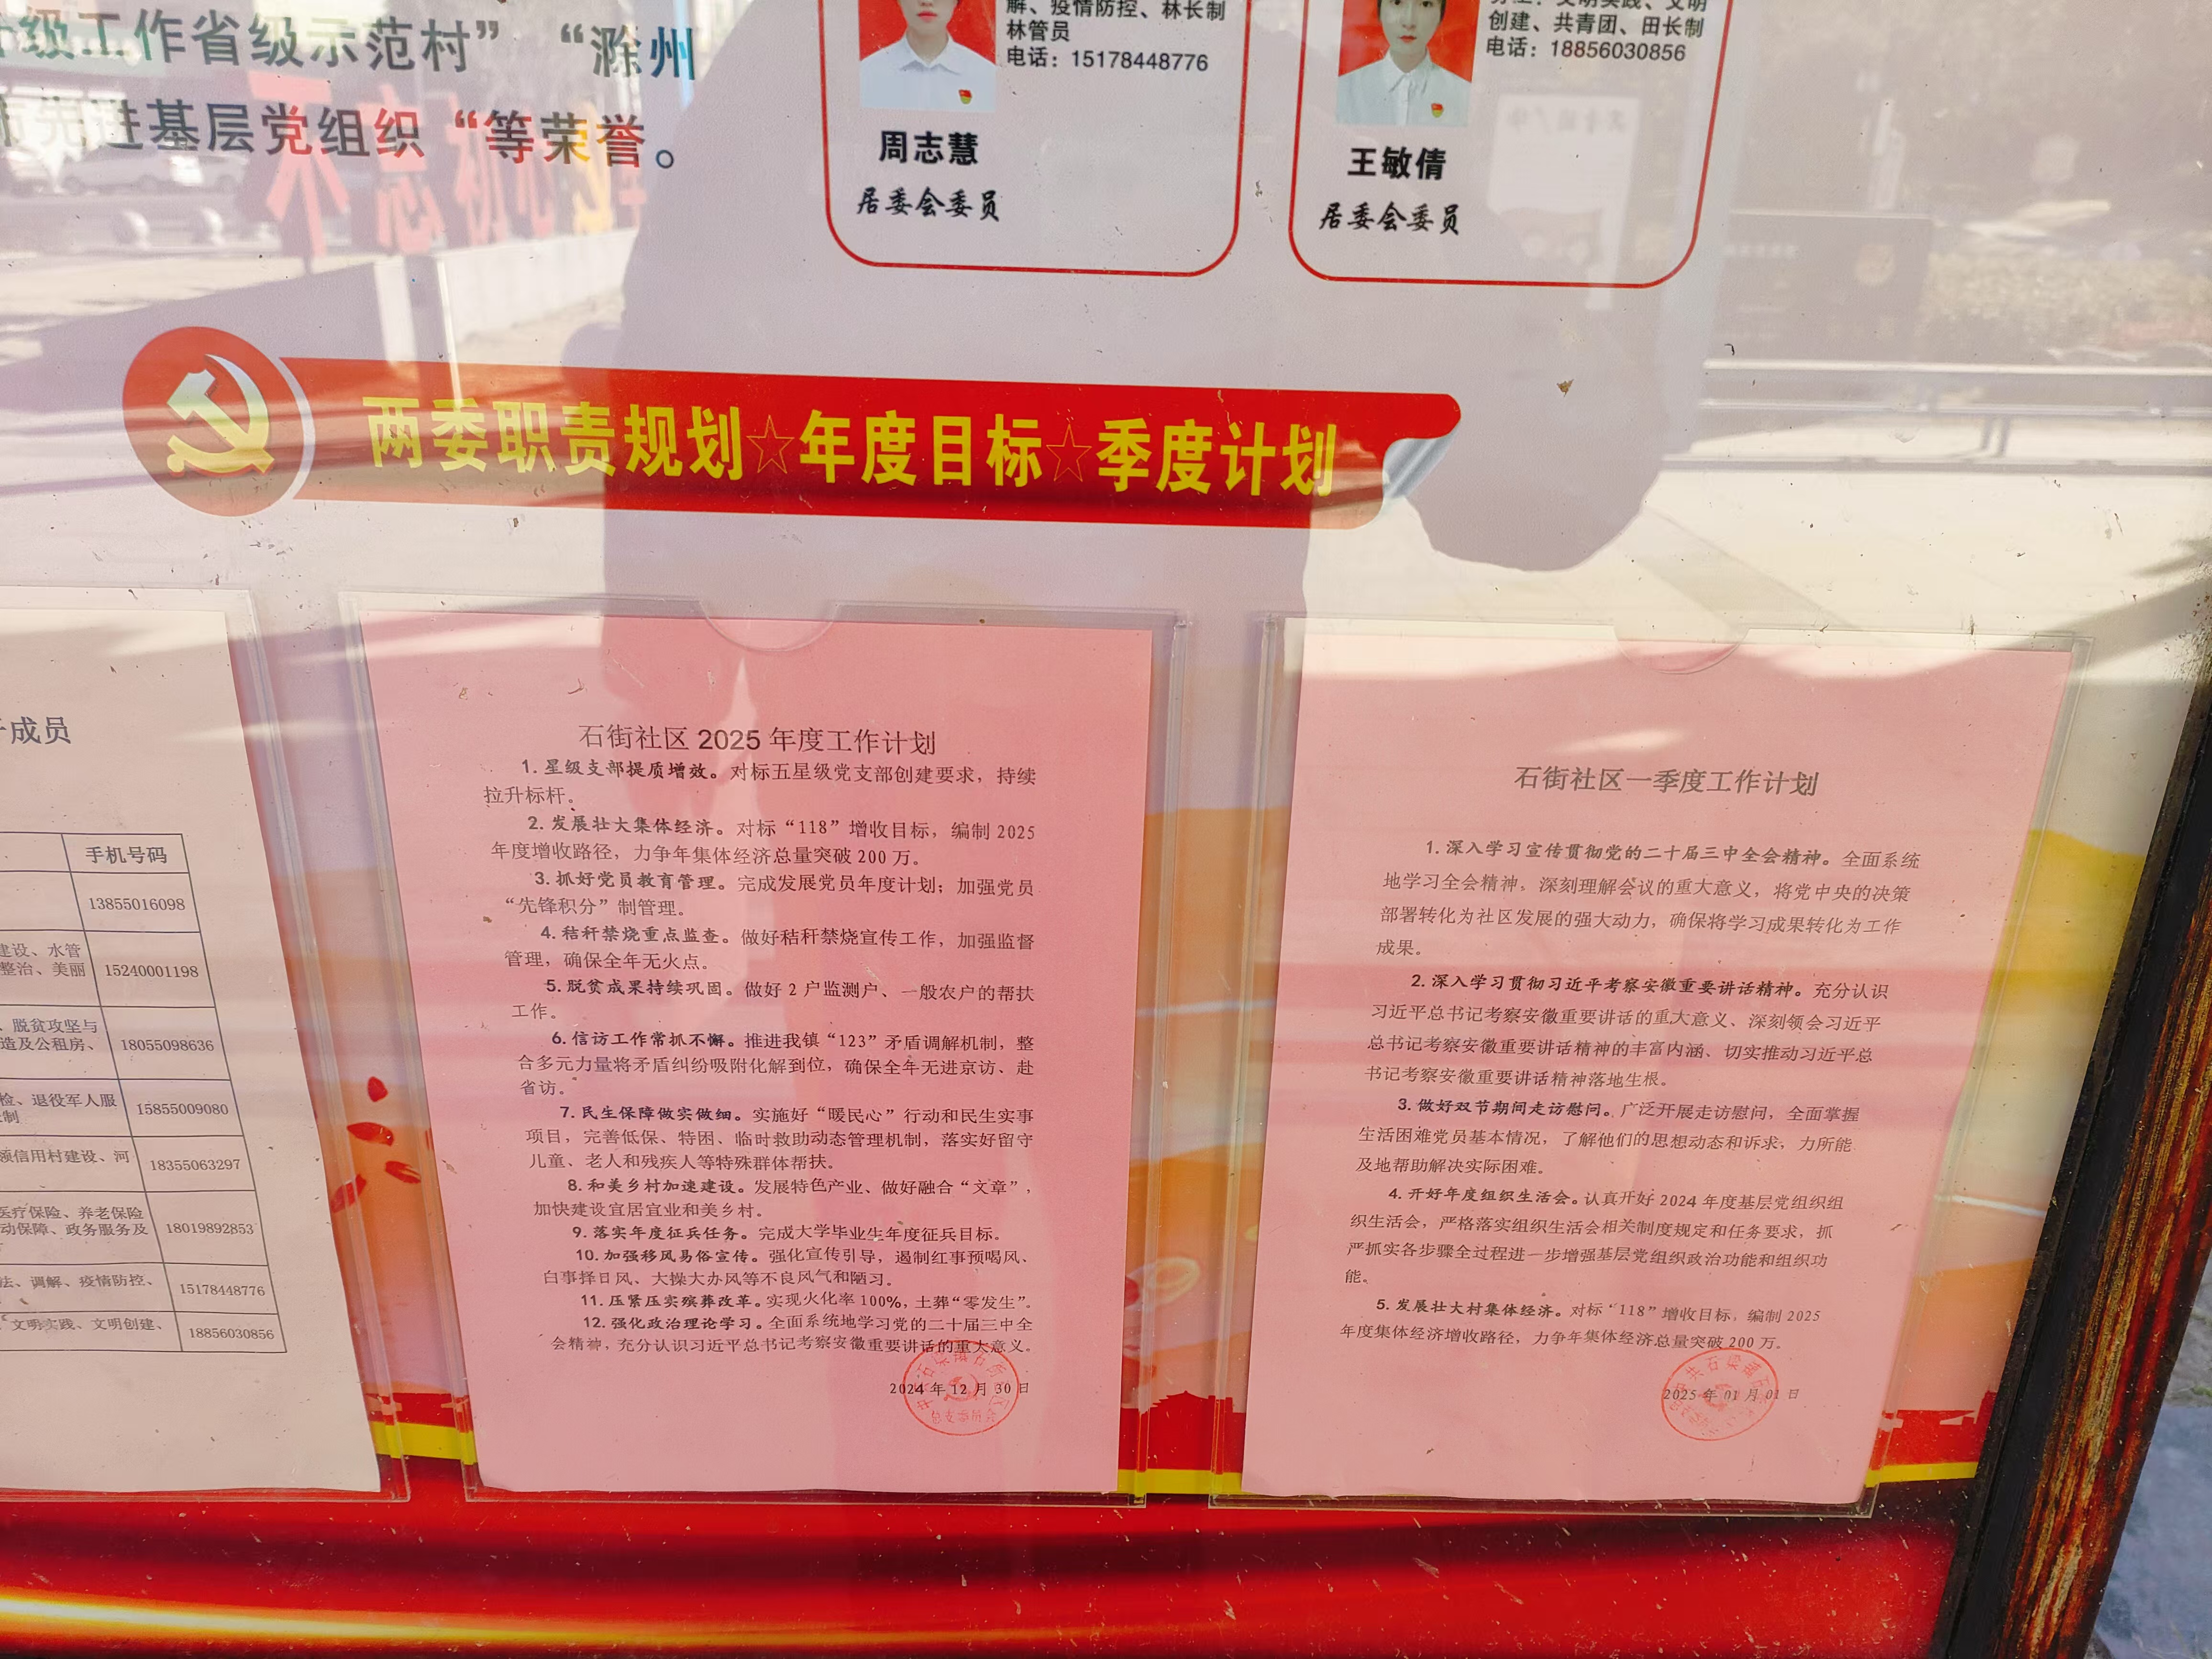 级工作省级示范村”“滁州
市先进基层党组织“等荣誉。
解、疫情防控、林长制
林管员
电话：15178448776
周志慧
居委会委员
创建、共青团、田长制
电话：18856030856
王敏倩
居委会委员
两委职责规划☆年度目标☆季度计划
成员
手机号码
13855016098
建设、水管
整治、美丽
15240001198
、脱贫攻坚与
造及公租房、
18055098636
检、退役军人服
制
15855009080
领信用村建设、河
18355063297
医疗保险、养老保险
动保障、政务服务及
18019892853
法、调解、疫情防控、
15178448776
文明实践、文明创建、
18856030856
石街社区 2025 年度工作计划
1. 星级支部提质增效。对标五星级党支部创建要求，持续
拉升标杆。
2. 发展壮大集体经济。对标“118”增收目标，编制 2025
年度增收路径，力争年集体经济总量突破 200 万。
3. 抓好党员教育管理。完成发展党员年度计划；加强党员
“先锋积分”制管理。
4. 秸秆禁烧重点监查。做好秸秆禁烧宣传工作，加强监督
管理，确保全年无火点。
5. 脱贫成果持续巩固。做好 2 户监测户、一般农户的帮扶
工作。
6. 信访工作常抓不懈。推进我镇“123”矛盾调解机制，整
合多元力量将矛盾纠纷吸附化解到位，确保全年无进京访、赴
省访。
7. 民生保障做实做细。实施好“暖民心”行动和民生实事
项目，完善低保、特困、临时救助动态管理机制，落实好留守
儿童、老人和残疾人等特殊群体帮扶。
8. 和美乡村加速建设。发展特色产业、做好融合“文章”，
加快建设宜居宜业和美乡村。
9. 落实年度征兵任务。完成大学毕业生年度征兵目标。
10. 加强移风易俗宣传。强化宣传引导，遏制红事预喝风、
白事择日风、大操大办风等不良风气和陋习。
11. 压紧压实殡葬改革。实现火化率 100%，土葬“零发生”。
12. 强化政治理论学习。全面系统地学习党的二十届三中全
会精神，充分认识习近平总书记考察安徽重要讲话的重大意义。
2024 年 12 月 30 日
石街社区一季度工作计划
1. 深入学习宣传贯彻党的二十届三中全会精神。全面系统
地学习全会精神，深刻理解会议的重大意义，将党中央的决策
部署转化为社区发展的强大动力，确保将学习成果转化为工作
成果。
2. 深入学习贯彻习近平考察安徽重要讲话精神。充分认识
习近平总书记考察安徽重要讲话的重大意义、深刻领会习近平
总书记考察安徽重要讲话精神的丰富内涵、切实推动习近平总
书记考察安徽重要讲话精神落地生根。
3. 做好双节期间走访慰问。广泛开展走访慰问，全面掌握
生活困难党员基本情况，了解他们的思想动态和诉求，力所能
及地帮助解决实际困难。
4. 开好年度组织生活会。认真开好 2024 年度基层党组织组
织生活会，严格落实组织生活会相关制度规定和任务要求，抓
严抓实各步骤全过程进一步增强基层党组织政治功能和组织功
能。
5. 发展壮大村集体经济。对标“118”增收目标，编制 2025
年度集体经济增收路径，力争年集体经济总量突破 200 万。
2025 年 01 月 01 日